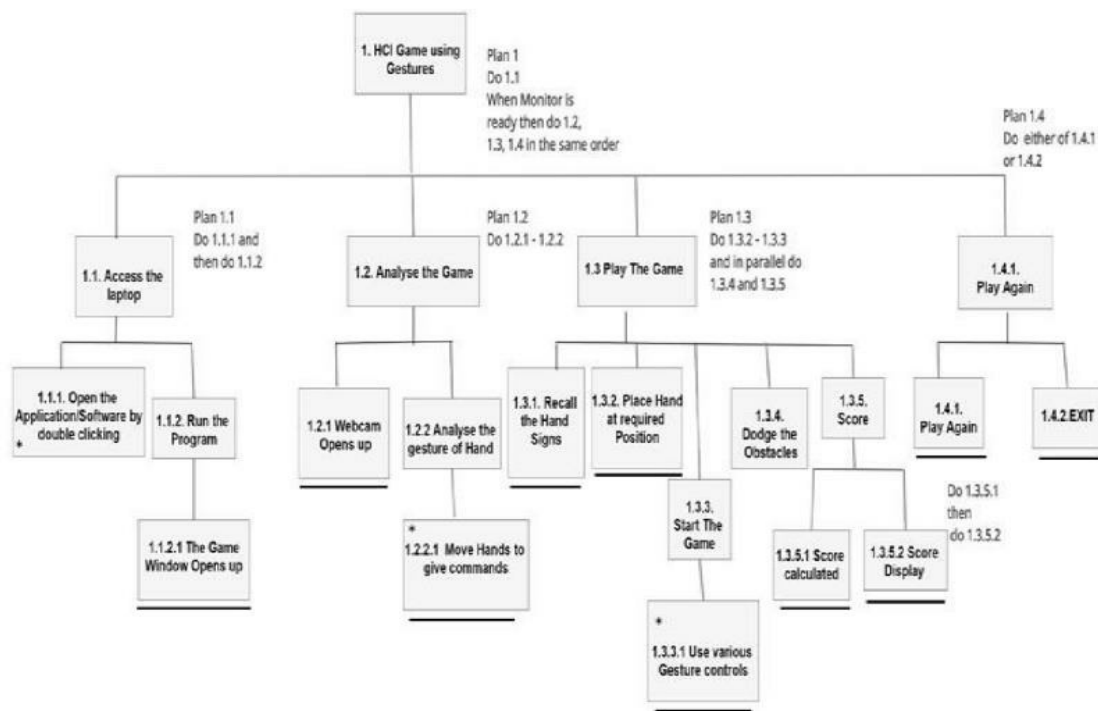 1. HCI Game using
Gestures
Plan 1
Do 1.1
When Monitor is
ready then do 1.2,
1.3, 1.4 in the same order
Plan 1.4
Do either of 1.4.1
or 1.4.2
Plan 1.1
Do 1.1.1 and
then do 1.1.2
Plan 1.2
Do 1.2.1 - 1.2.2
Plan 1.3
Do 1.3.2 - 1.3.3
and in parallel do
1.3.4 and 1.3.5
1.1. Access the
laptop
1.2. Analyse the Game
1.3 Play The Game
1.4.1.
Play Again
1.1.1. Open the
Application/Software by
double clicking
*
1.1.2. Run the
Program
1.2.1 Webcam
Opens up
1.2.2 Analyse the
gesture of Hand
1.3.1. Recall
the Hand
Signs
1.3.2. Place Hand
at required
Position
1.3.4.
Dodge the
Obstacles
1.3.5.
Score
1.4.1.
Play Again
1.4.2.EXIT
1.1.2.1 The Game
Window Opens up
*
1.2.2.1 Move Hands to
give commands
1.3.3.
Start The
Game
1.3.5.1 Score
calculated
1.3.5.2 Score
Display
Do 1.3.5.1
then
do 1.3.5.2
*
1.3.3.1 Use various
Gesture controls